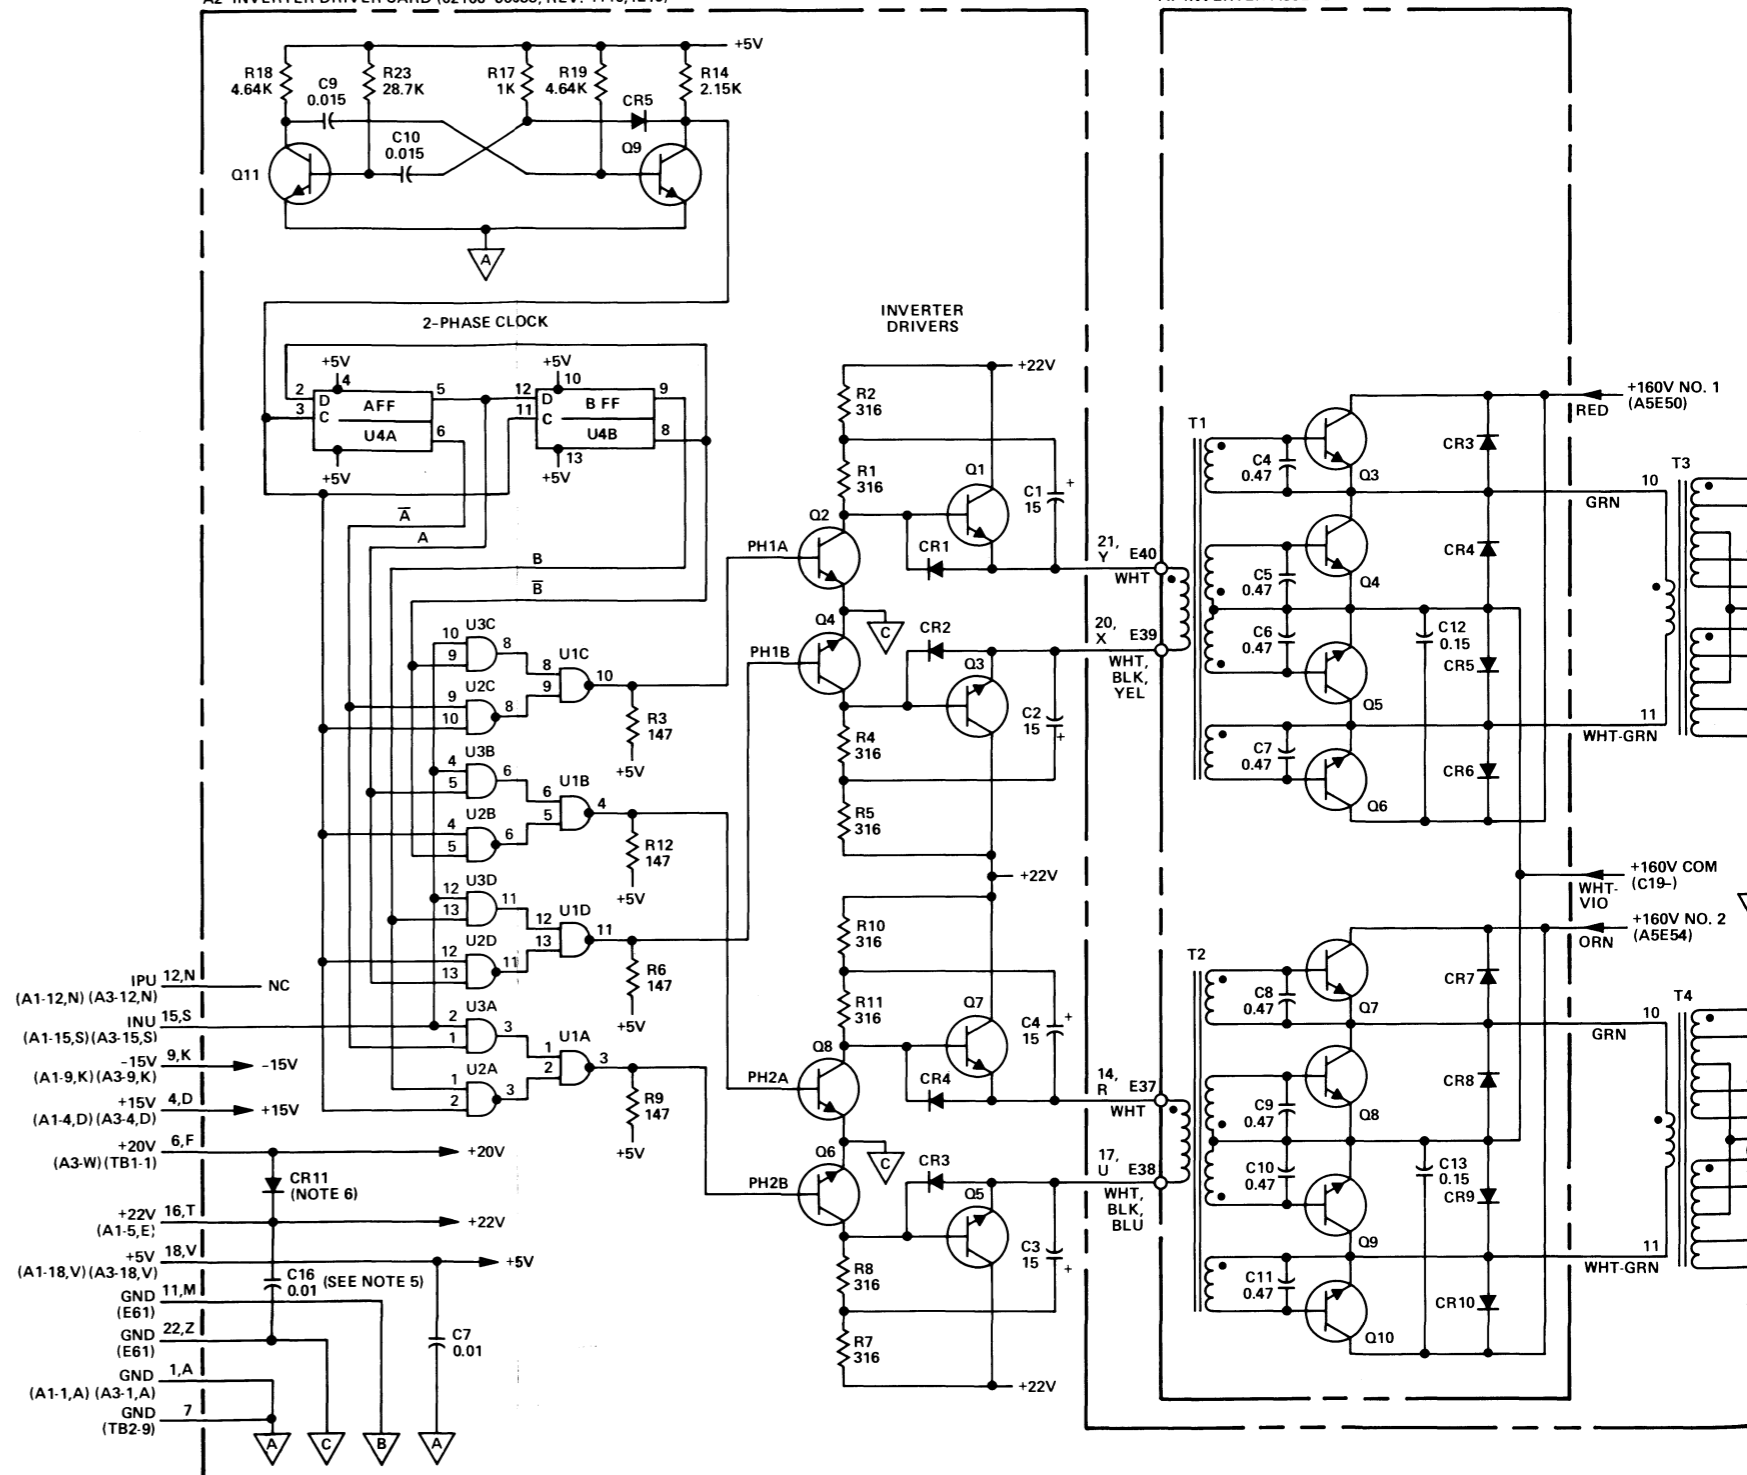 +5V
R18
4.64K
C9
0.015
R23
28.7K
R17
1K
R19
4.64K
R14
2.15K
CR5
C10
0.015
Q11
Q9
A
2-PHASE CLOCK
+5V
4
2
D
3
C
AFF
U4A
5
6
+5V
+5V
10
12
D
11
C
B FF
U4B
9
8
13
+5V
A̅
A
B
B̅
INVERTER
DRIVERS
+22V
R2
316
R1
316
Q1
C1
15
+
Q2
PH1A
CR1
21,
Y
E40
WHT
C
Q4
PH1B
CR2
Q3
20,
X
E39
WHT,
BLK,
YEL
R4
316
C2
15
+
R5
316
+22V
U3C
10
9
8
U2C
9
10
8
U1C
8
9
10
R3
147
+5V
U3B
4
5
6
U2B
4
5
6
U1B
6
5
4
R12
147
+5V
U3D
12
13
11
U2D
12
13
11
U1D
12
13
11
R6
147
+5V
U3A
2
1
3
U2A
1
2
3
U1A
1
2
3
R9
147
+5V
R10
316
R11
316
Q7
C4
15
+
Q8
PH2A
CR4
14,
R
E37
WHT
C
Q6
PH2B
CR3
Q5
17,
U
E38
WHT,
BLK,
BLU
R8
316
C3
15
+
R7
316
+22V
IPU 12,N
(A1-12,N) (A3-12,N)
NC
INU 15,S
(A1-15,S)(A3-15,S)
-15V 9,K
(A1-9,K)(A3-9,K)
-15V
+15V 4,D
(A1-4,D)(A3-4,D)
+15V
+20V 6,F
(A3-W)(TB1-1)
+20V
CR11
(NOTE 6)
+22V 16,T
(A1-5,E)
+22V
+5V 18,V
(A1-18,V)(A3-18,V)
+5V
C16
0.01
(SEE NOTE 5)
GND 11,M
(E61)
GND 22,Z
(E61)
C7
0.01
GND 1,A
(A1-1,A) (A3-1,A)
GND 7
(TB2-9)
A
C
B
A
T1
C4
0.47
Q3
CR3
+160V NO. 1
(A5E50)
RED
T3
10
GRN
C5
0.47
Q4
CR4
C6
0.47
Q5
C12
0.15
CR5
11
WHT-GRN
C7
0.47
Q6
CR6
+160V COM
(C19-)
WHT-
VIO
+160V NO. 2
(A5E54)
ORN
T2
C8
0.47
Q7
CR7
T4
10
GRN
C9
0.47
Q8
CR8
C10
0.47
Q9
C13
0.15
CR9
11
WHT-GRN
C11
0.47
Q10
CR10